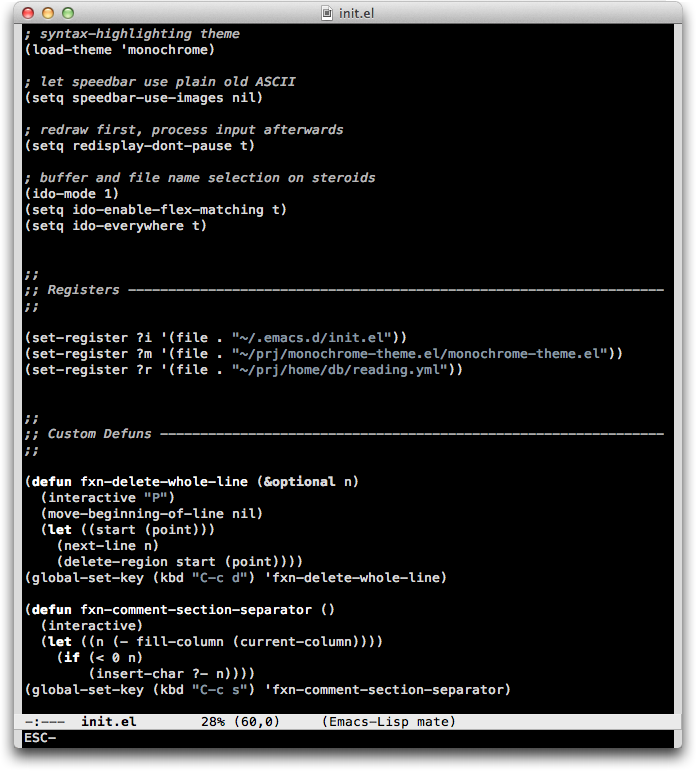 init.el
; syntax-highlighting theme
(load-theme 'monochrome)
; let speedbar use plain old ASCII
(setq speedbar-use-images nil)
; redraw first, process input afterwards
(setq redisplay-dont-pause t)
; buffer and file name selection on steroids
(ido-mode 1)
(setq ido-enable-flex-matching t)
(setq ido-everywhere t)
;;
;; Registers -------------------------------------------------------------------
;;
(set-register ?i '(file . "~/.emacs.d/init.el"))
(set-register ?m '(file . "~/prj/monochrome-theme.el/monochrome-theme.el"))
(set-register ?r '(file . "~/prj/home/db/reading.yml"))
;;
;; Custom Defuns ---------------------------------------------------------------
;;
(defun fxn-delete-whole-line (&optional n)
  (interactive "P")
  (move-beginning-of-line nil)
  (let ((start (point)))
    (next-line n)
    (delete-region start (point))))
(global-set-key (kbd "C-c d") 'fxn-delete-whole-line)
(defun fxn-comment-section-separator ()
  (interactive)
  (let ((n (- fill-column (current-column))))
    (if (< 0 n)
        (insert-char ?- n))))
(global-set-key (kbd "C-c s") 'fxn-comment-section-separator)
-:---  init.el        28% (60,0)     (Emacs-Lisp mate)
ESC-